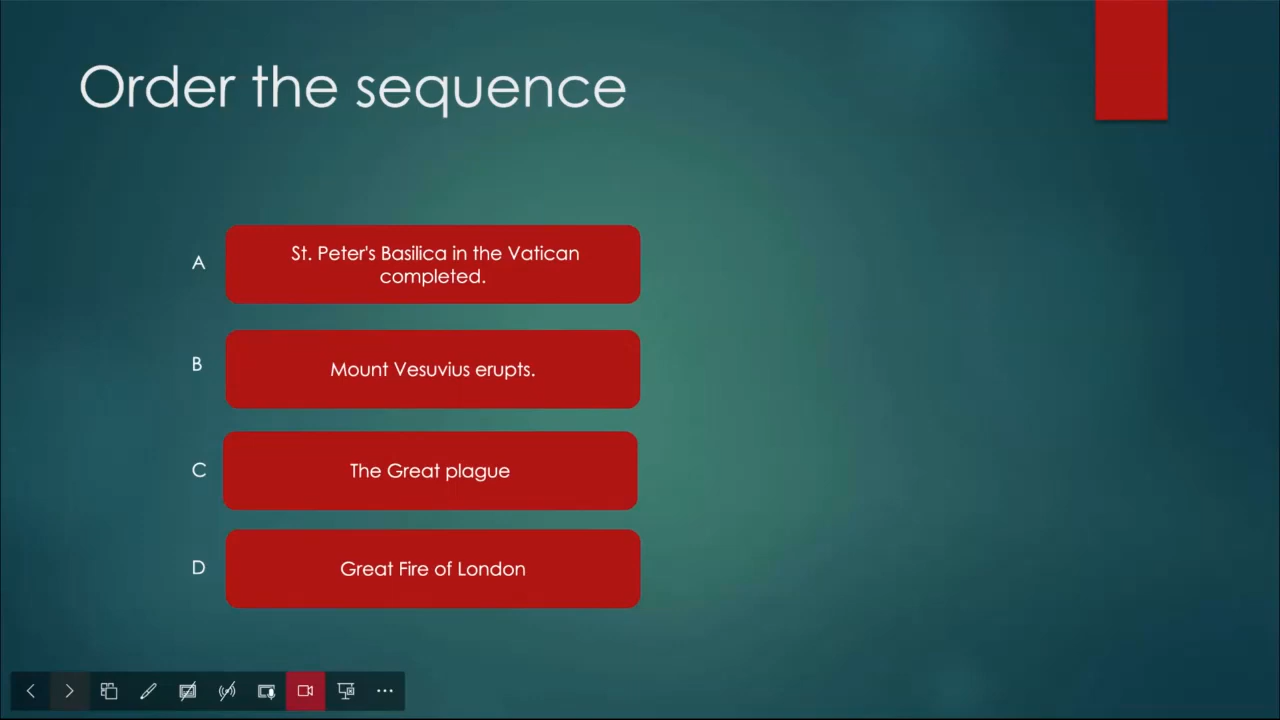 Order the sequence
A
St. Peter's Basilica in the Vatican
completed.
B
Mount Vesuvius erupts.
C
The Great plague
D
Great Fire of London